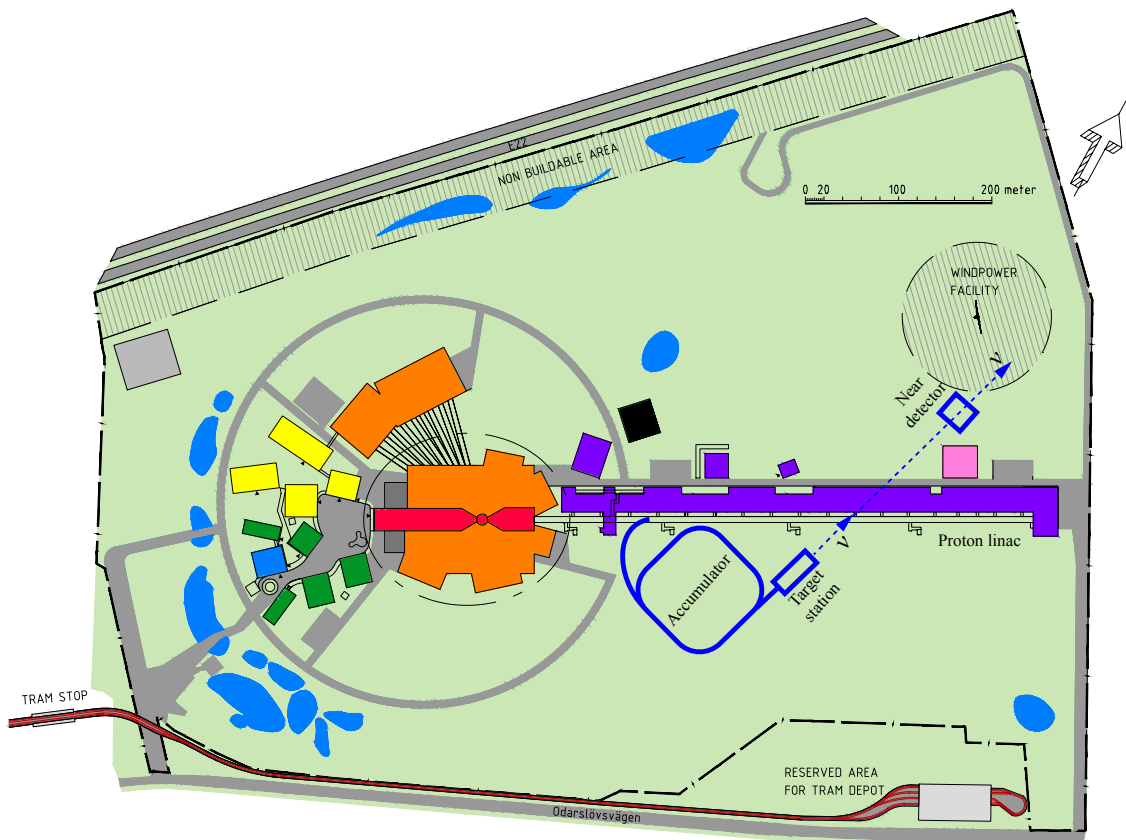 E22
NON BUILDABLE AREA
0 20 100 200 meter
WINDPOWER
FACILITY
ν
Near
detector
Proton linac
ν
Accumulator
Target
station
TRAM STOP
RESERVED AREA
FOR TRAM DEPOT
Odarslövsvägen